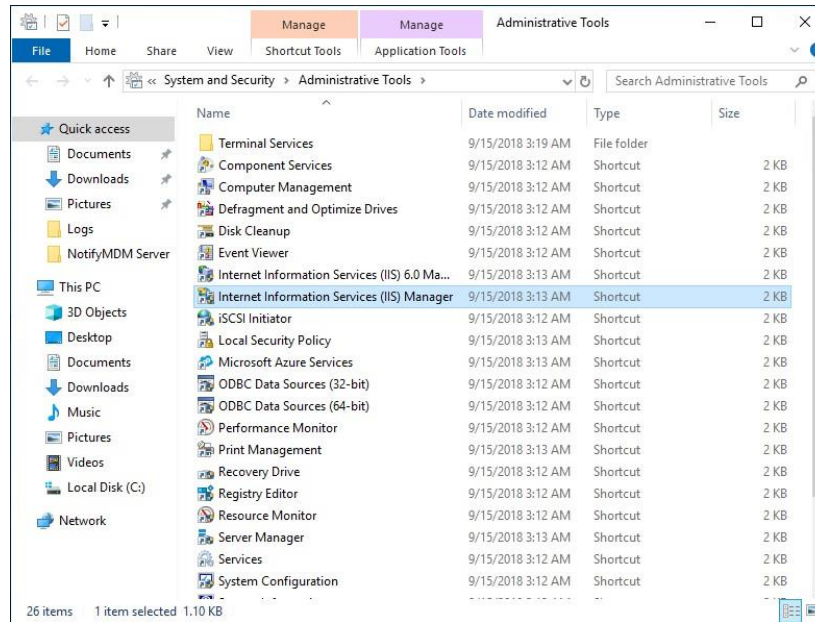 Manage Manage Administrative Tools
File Home Share View Shortcut Tools Application Tools
« System and Security > Administrative Tools > Search Administrative Tools
Name Date modified Type Size
Quick access
Documents
Downloads
Pictures
Logs
NotifyMDM Server
This PC
3D Objects
Desktop
Documents
Downloads
Music
Pictures
Videos
Local Disk (C:)
Network
Terminal Services 9/15/2018 3:19 AM File folder
Component Services 9/15/2018 3:12 AM Shortcut 2 KB
Computer Management 9/15/2018 3:12 AM Shortcut 2 KB
Defragment and Optimize Drives 9/15/2018 3:12 AM Shortcut 2 KB
Disk Cleanup 9/15/2018 3:12 AM Shortcut 2 KB
Event Viewer 9/15/2018 3:12 AM Shortcut 2 KB
Internet Information Services (IIS) 6.0 Ma... 9/15/2018 3:13 AM Shortcut 2 KB
Internet Information Services (IIS) Manager 9/15/2018 3:13 AM Shortcut 2 KB
iSCSI Initiator 9/15/2018 3:12 AM Shortcut 2 KB
Local Security Policy 9/15/2018 3:13 AM Shortcut 2 KB
Microsoft Azure Services 9/15/2018 3:13 AM Shortcut 2 KB
ODBC Data Sources (32-bit) 9/15/2018 3:12 AM Shortcut 2 KB
ODBC Data Sources (64-bit) 9/15/2018 3:12 AM Shortcut 2 KB
Performance Monitor 9/15/2018 3:12 AM Shortcut 2 KB
Print Management 9/15/2018 3:13 AM Shortcut 2 KB
Recovery Drive 9/15/2018 3:12 AM Shortcut 2 KB
Registry Editor 9/15/2018 3:12 AM Shortcut 2 KB
Resource Monitor 9/15/2018 3:12 AM Shortcut 2 KB
Server Manager 9/15/2018 3:13 AM Shortcut 2 KB
Services 9/15/2018 3:12 AM Shortcut 2 KB
System Configuration 9/15/2018 3:12 AM Shortcut 2 KB
26 items 1 item selected 1.10 KB